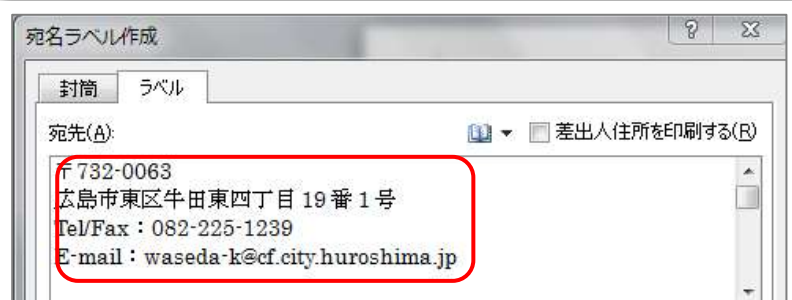 宛名ラベル作成
封筒 ラベル
宛先(A):
差出人住所を印刷する(R)
〒732-0063
広島市東区牛田東四丁目 19 番 1 号
Tel/Fax：082-225-1239
E-mail：waseda-k@cf.city.huroshima.jp